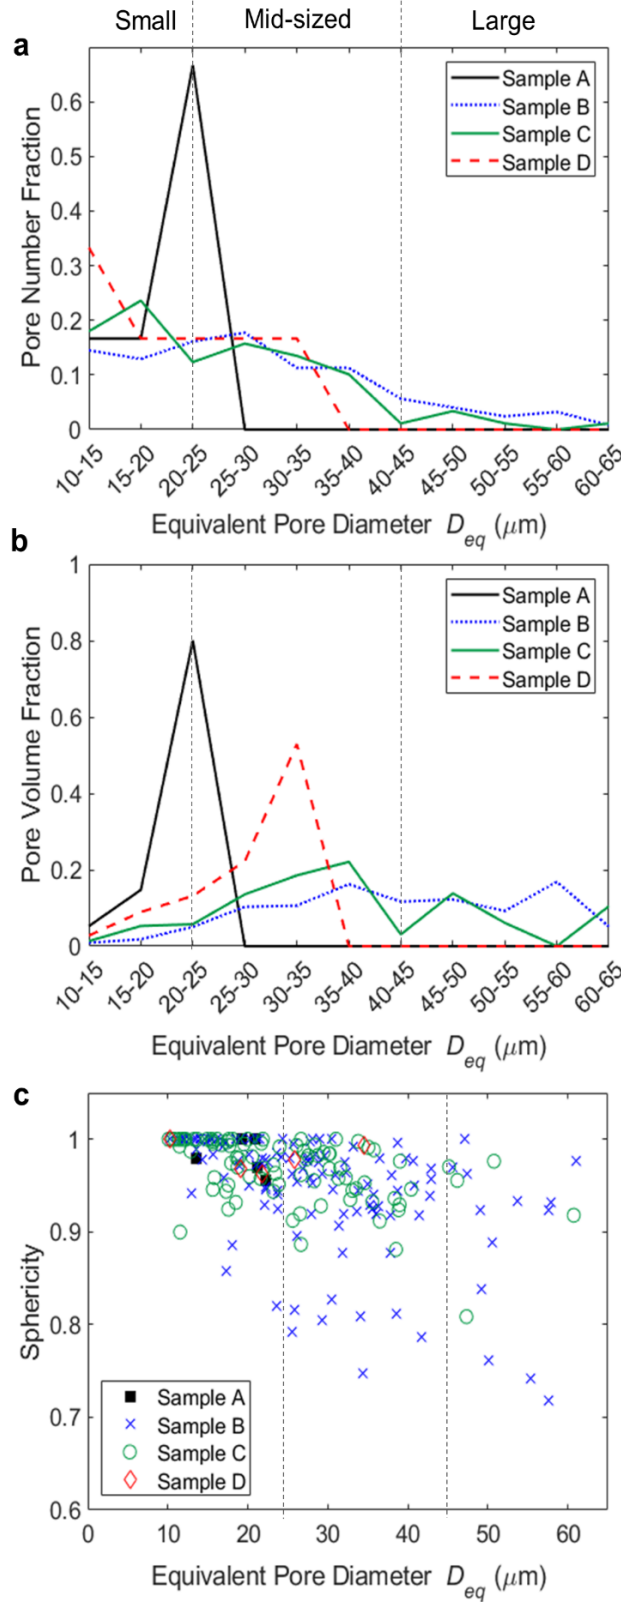 Small Mid-sized Large
a
Pore Number Fraction
0.6
0.5
0.4
0.3
0.2
0.1
0
Sample A
Sample B
Sample C
Sample D
10-15 15-20 20-25 25-30 30-35 35-40 40-45 45-50 50-55 55-60 60-65
Equivalent Pore Diameter D_eq (μm)
b
Pore Volume Fraction
1
0.8
0.6
0.4
0.2
0
Sample A
Sample B
Sample C
Sample D
10-15 15-20 20-25 25-30 30-35 35-40 40-45 45-50 50-55 55-60 60-65
Equivalent Pore Diameter D_eq (μm)
c
Sphericity
1
0.9
0.8
0.7
0.6
Sample A
Sample B
Sample C
Sample D
0 10 20 30 40 50 60
Equivalent Pore Diameter D_eq (μm)